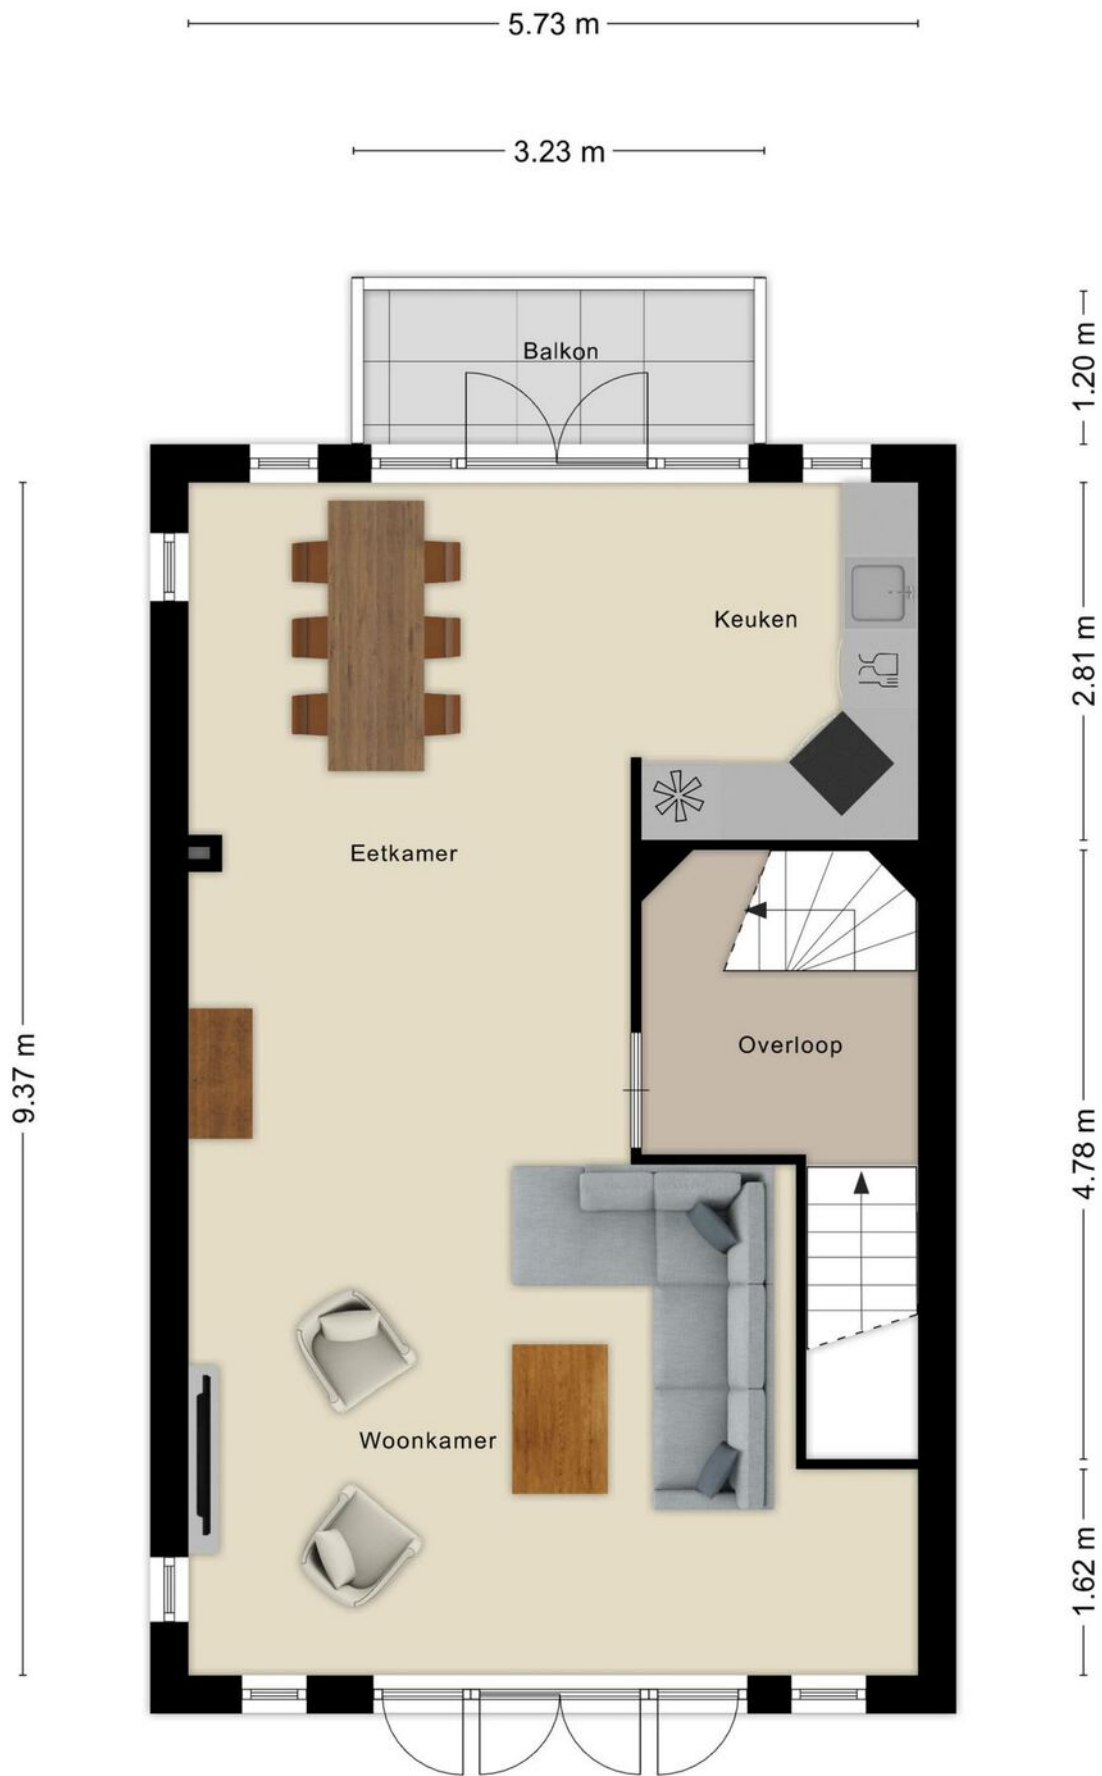 5.73 m
3.23 m
Balkon
1.20 m
Keuken
2.81 m
Eetkamer
Overloop
9.37 m
4.78 m
Woonkamer
1.62 m